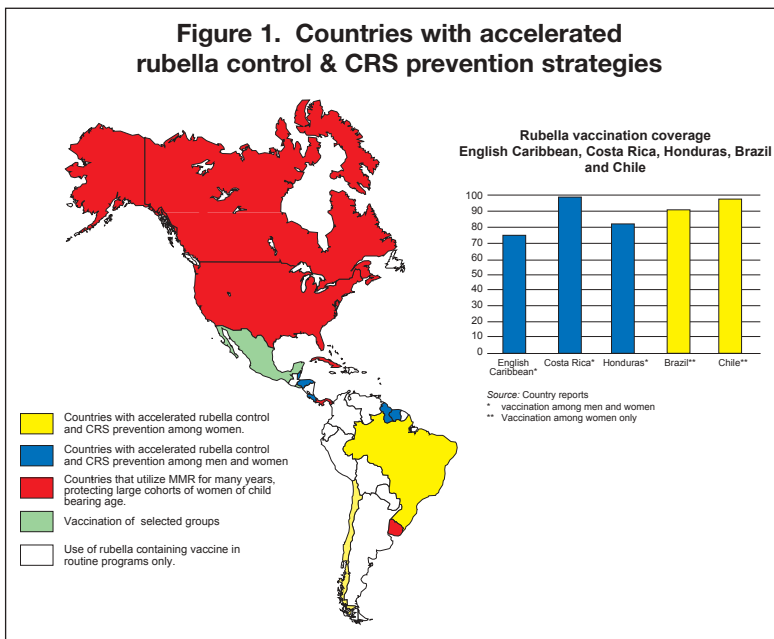 Figure 1. Countries with accelerated
rubella control & CRS prevention strategies
Rubella vaccination coverage
English Caribbean, Costa Rica, Honduras, Brazil
and Chile
100
90
80
70
60
50
40
30
20
10
0
English
Caribbean*
Costa Rica*
Honduras*
Brazil**
Chile**
Source: Country reports
* vaccination among men and women
** Vaccination among women only
Countries with accelerated rubella control
and CRS prevention among women.
Countries with accelerated rubella control
and CRS prevention among men and women
Countries that utilize MMR for many years,
protecting large cohorts of women of child
bearing age.
Vaccination of selected groups
Use of rubella containing vaccine in
routine programs only.